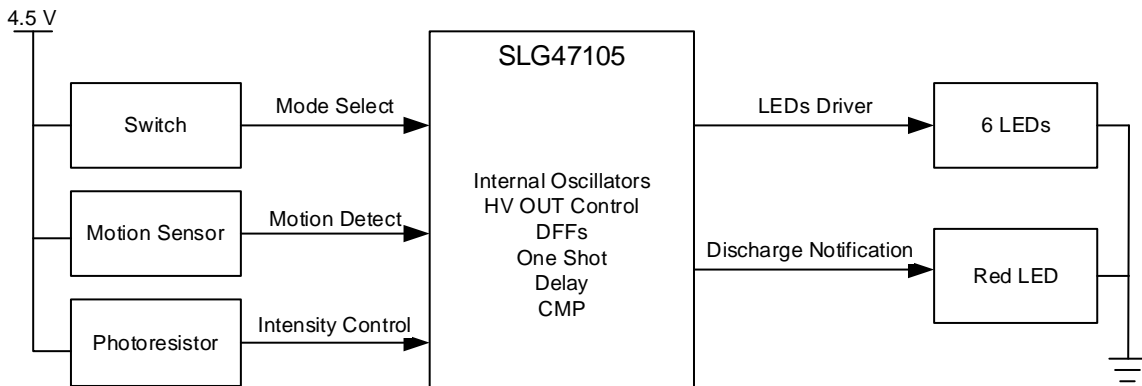 4.5 V
Switch
Mode Select
Motion Sensor
Motion Detect
Photoresistor
Intensity Control
SLG47105
Internal Oscillators
HV OUT Control
DFFs
One Shot
Delay
CMP
LEDs Driver
6 LEDs
Discharge Notification
Red LED